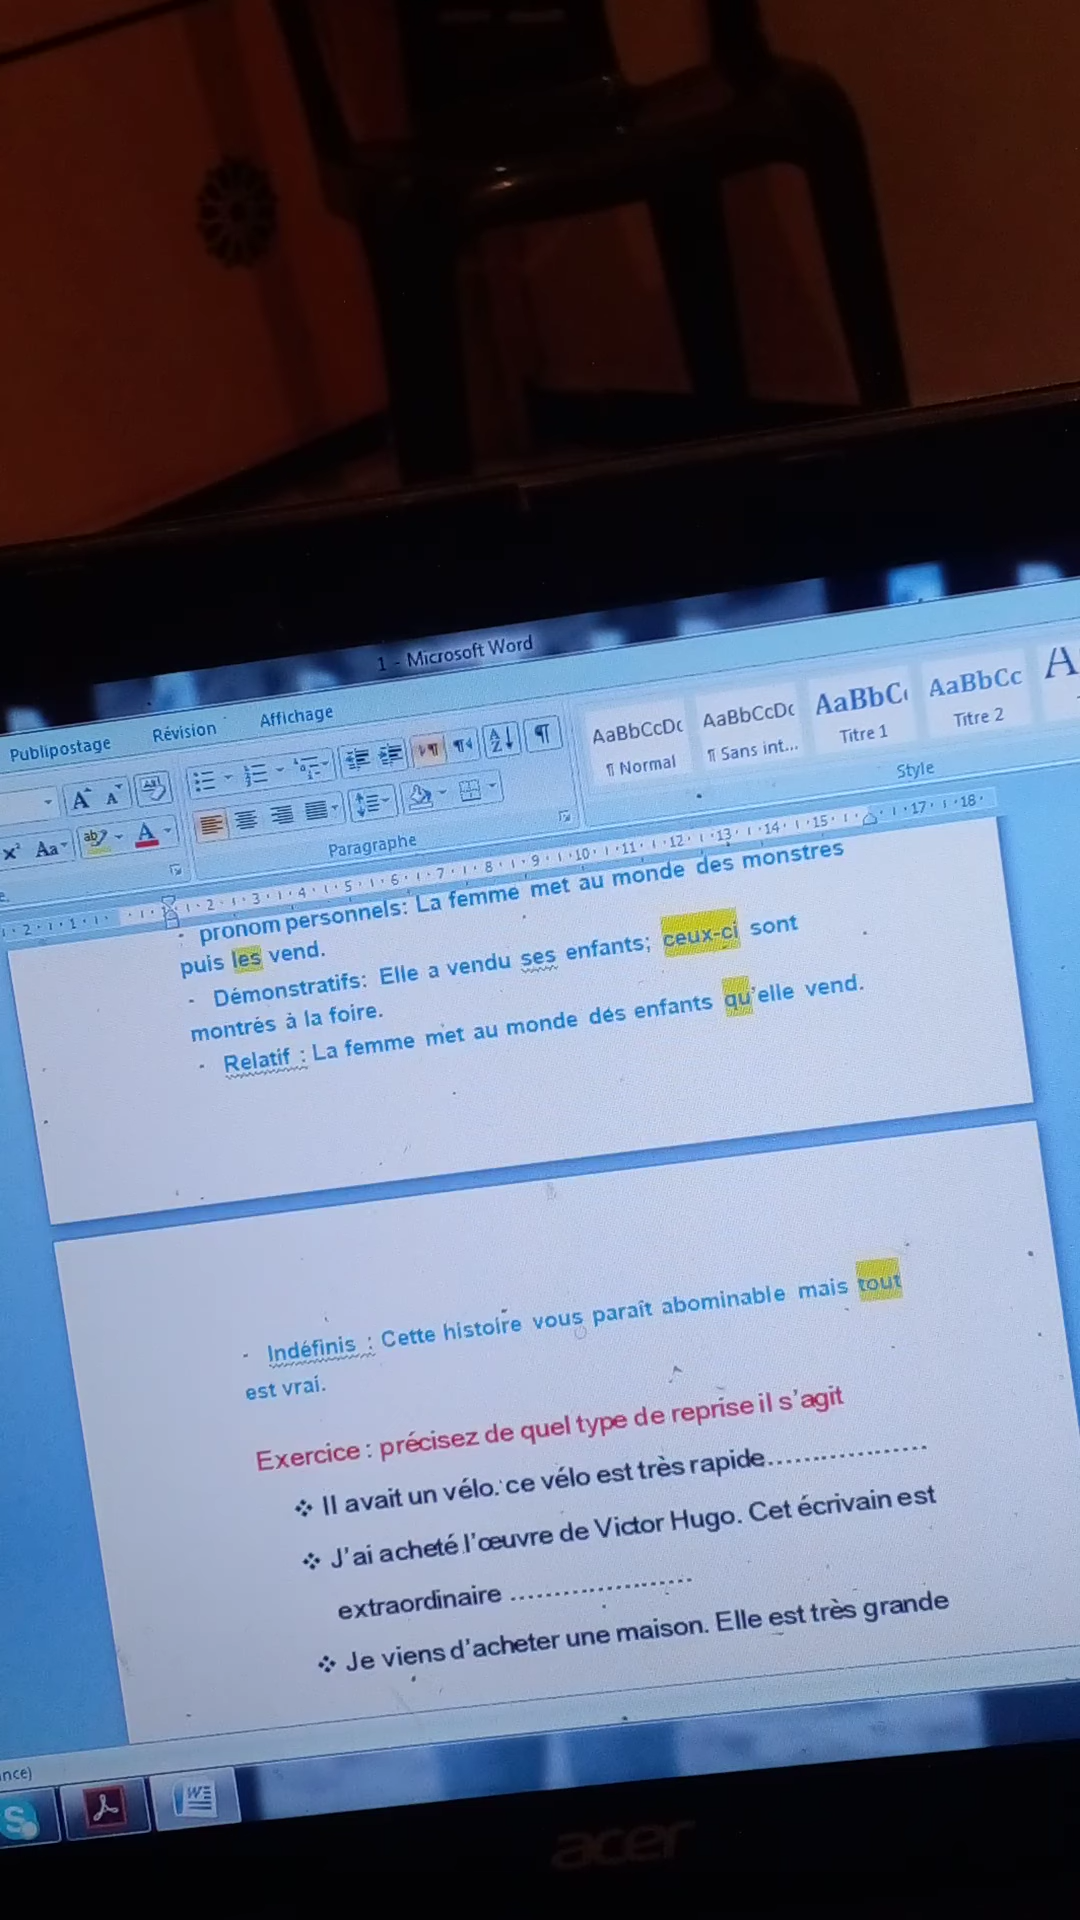 1 - Microsoft Word
Publipostage Révision Affichage
AaBbCcDc AaBbCcDc AaBbC AaBbCc
¶ Normal ¶ Sans int... Titre 1 Titre 2
Paragraphe Style
- pronom personnels: La femme met au monde des monstres
puis les vend.
- Démonstratifs: Elle a vendu ses enfants; ceux-ci sont
montrés à la foire.
- Relatif : La femme met au monde des enfants qu'elle vend.
- Indéfinis : Cette histoire vous paraît abominable mais tout
est vrai.
Exercice : précisez de quel type de reprise il s'agit
❖ Il avait un vélo. ce vélo est très rapide..................
❖ J'ai acheté l'œuvre de Victor Hugo. Cet écrivain est
extraordinaire .....................
❖ Je viens d'acheter une maison. Elle est très grande
acer